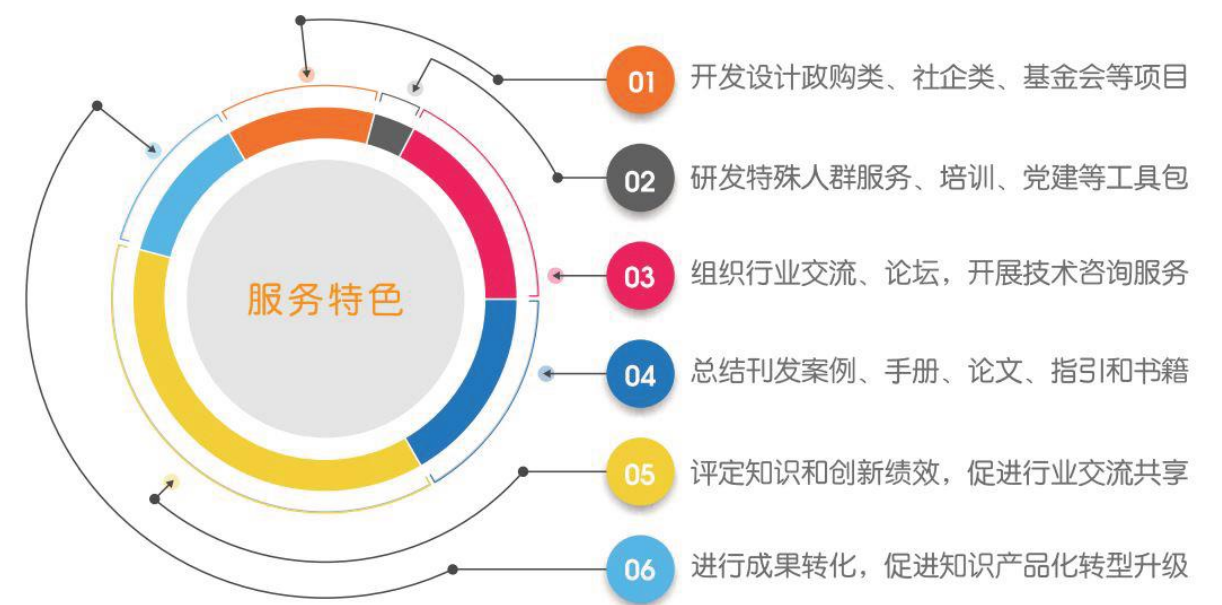 服务特色
01 开发设计政购类、社企类、基金会等项目
02 研发特殊人群服务、培训、党建等工具包
03 组织行业交流、论坛，开展技术咨询服务
04 总结刊发案例、手册、论文、指引和书籍
05 评定知识和创新绩效，促进行业交流共享
06 进行成果转化，促进知识产品化转型升级